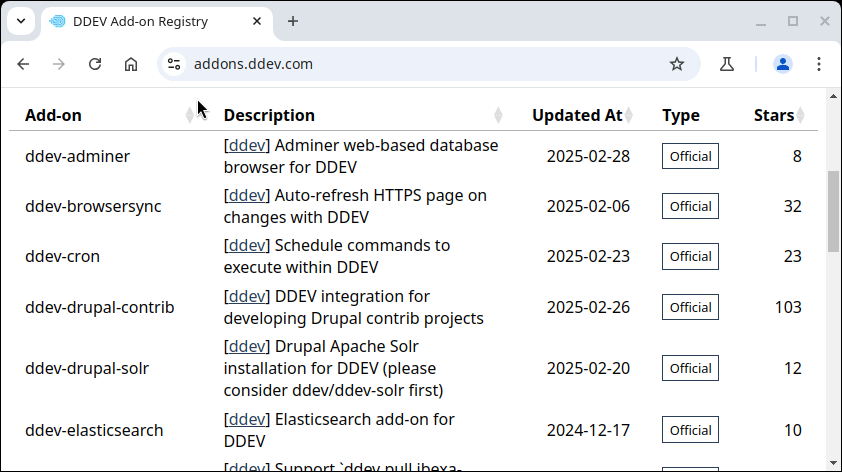 DDEV Add-on Registry
addons.ddev.com
Add-on Description Updated At Type Stars
ddev-adminer [ddev] Adminer web-based database browser for DDEV 2025-02-28 Official 8
ddev-browsersync [ddev] Auto-refresh HTTPS page on changes with DDEV 2025-02-06 Official 32
ddev-cron [ddev] Schedule commands to execute within DDEV 2025-02-23 Official 23
ddev-drupal-contrib [ddev] DDEV integration for developing Drupal contrib projects 2025-02-26 Official 103
ddev-drupal-solr [ddev] Drupal Apache Solr installation for DDEV (please consider ddev/ddev-solr first) 2025-02-20 Official 12
ddev-elasticsearch [ddev] Elasticsearch add-on for DDEV 2024-12-17 Official 10
[ddev] Support `ddev pull ibexa-